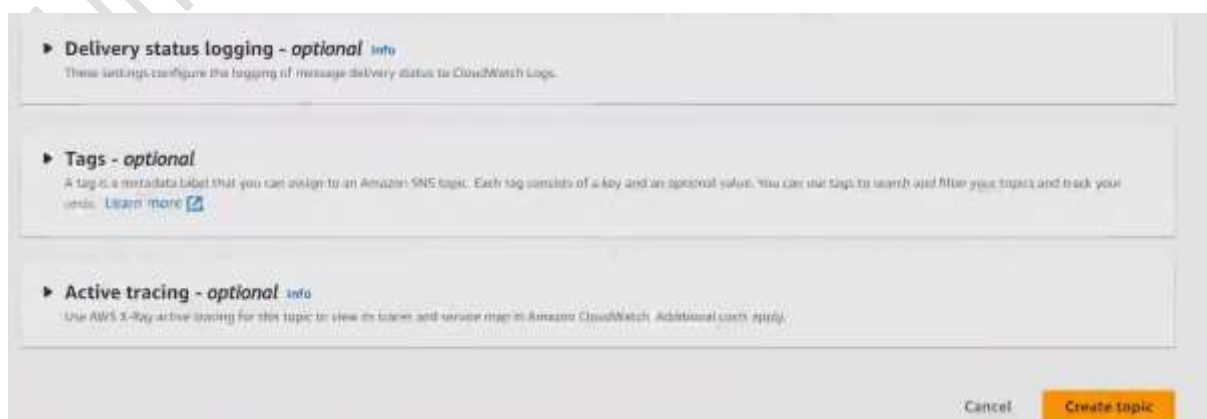 Delivery status logging - optional Info
These settings configure the logging of message delivery status to CloudWatch Logs.
Tags - optional
A tag is a metadata label that you can assign to an Amazon SNS topic. Each tag consists of a key and an optional value. You can use tags to search and filter your topics and track your
costs. Learn more
Active tracing - optional Info
Use AWS X-Ray active tracing for this topic to view its traces and service map in Amazon CloudWatch. Additional costs apply.
Cancel
Create topic